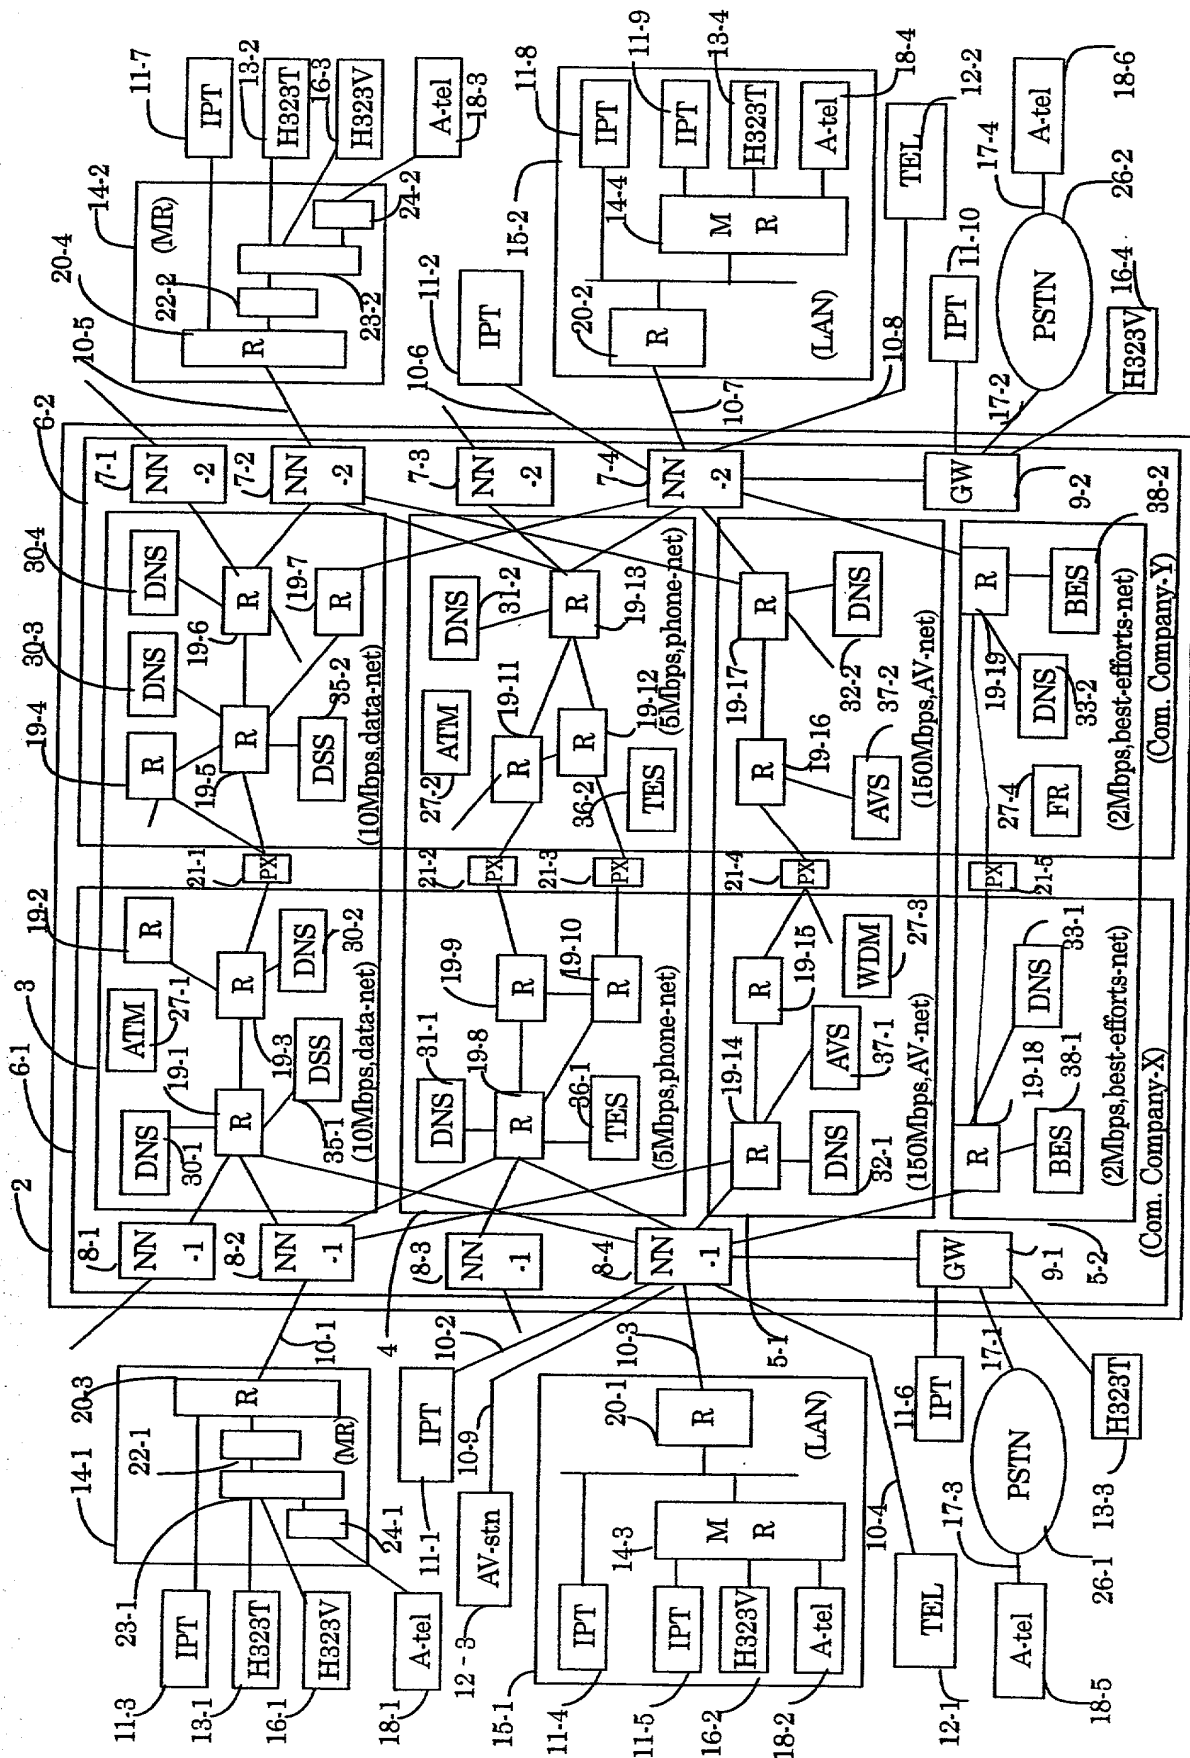 14-1
20-3
22-1
23-1
R
(MR)
24-1
11-3
IPT
13-1
H323T
16-1
H323V
18-1
A-tel
10-1
11-1
IPT
10-2
12-3
AV-stn
10-9
15-1
11-4
IPT
11-5
IPT
16-2
H323V
18-2
A-tel
14-3
M
R
20-1
R
(LAN)
10-3
12-1
TEL
10-4
11-6
IPT
18-5
A-tel
17-3
PSTN
26-1
17-1
13-3
H323T
2
6-1
3
8-1
NN
-1
8-2
NN
-1
8-3
NN
-1
8-4
NN
-1
4
5-1
5-2
GW
9-1
DNS
30-1
ATM
27-1
19-1
R
19-2
R
19-3
R
DNS
30-2
DSS
35-1
(10Mbps,data-net)
DNS
31-1
19-8
R
19-9
R
19-10
R
36-1
TES
(5Mbps,phone-net)
19-14
R
19-15
R
DNS
32-1
AVS
37-1
WDM
27-3
(150Mbps,AV-net)
R
19-18
DNS
33-1
BES
38-1
(2Mbps,best-efforts-net)
(Com. Company-X)
21-1
PX
21-2
PX
21-3
PX
21-4
PX
PX
21-5
6-2
19-4
R
30-3
DNS
30-4
DNS
19-5
R
19-6
R
(19-7
R
DSS
35-2
(10Mbps,data-net)
27-2
ATM
DNS
31-2
19-11
R
R
19-12
R
19-13
36-2
TES
(5Mbps,phone-net)
19-17
R
R
19-16
AVS
37-2
DNS
32-2
(150Mbps,AV-net)
R
19-19
DNS
33-2
27-4
FR
BES
38-2
(2Mbps,best-efforts-net)
(Com. Company-Y)
7-1
NN
-2
7-2
NN
-2
7-3
NN
-2
7-4
NN
-2
GW
9-2
10-5
20-4
14-2
R
22-2
(MR)
23-2
24-2
11-7
IPT
13-2
H323T
16-3
H323V
A-tel
18-3
10-6
11-2
IPT
15-2
10-7
20-2
R
14-4
M
R
(LAN)
11-8
IPT
11-9
IPT
13-4
H323T
A-tel
18-4
10-8
TEL
12-2
IPT
11-10
17-2
PSTN
26-2
17-4
A-tel
18-6
H323V
16-4